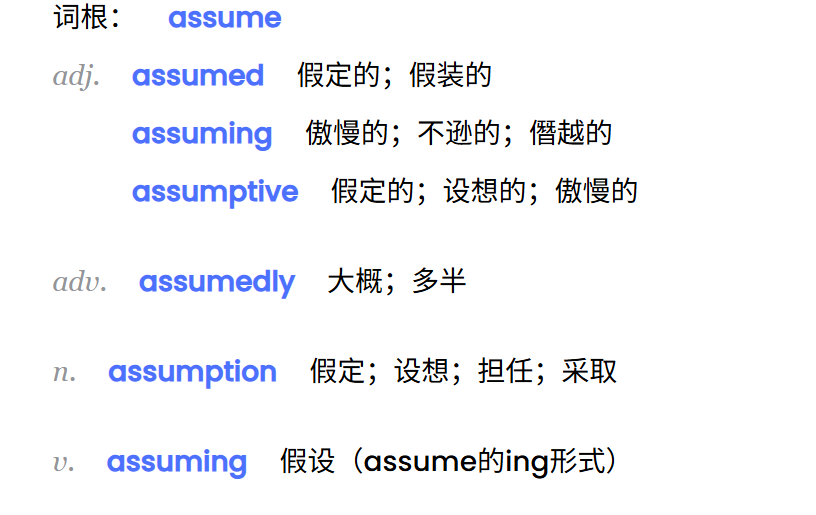 词根： assume
adj. assumed 假定的；假装的
assuming 傲慢的；不逊的；僭越的
assumptive 假定的；设想的；傲慢的
adv. assumedly 大概；多半
n. assumption 假定；设想；担任；采取
v. assuming 假设（assume的ing形式）